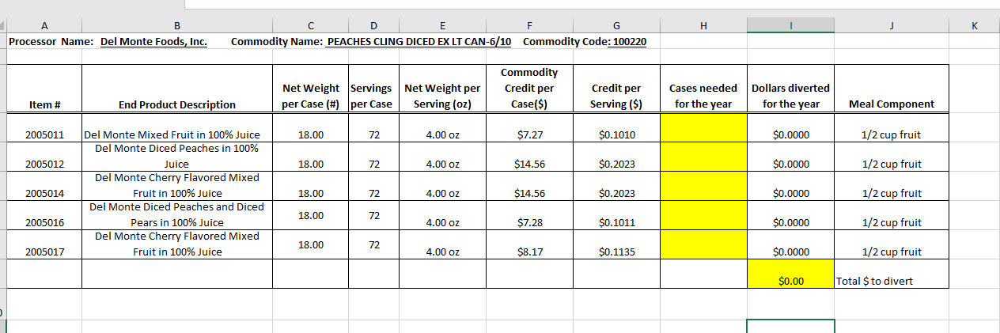 A B C D E F G H I J K
Processor Name: Del Monte Foods, Inc. Commodity Name: PEACHES CLING DICED EX LT CAN-6/10 Commodity Code: 100220
Item # End Product Description Net Weight per Case (#) Servings per Case Net Weight per Serving (oz) Commodity Credit per Case($) Credit per Serving ($) Cases needed for the year Dollars diverted for the year Meal Component
2005011 Del Monte Mixed Fruit in 100% Juice 18.00 72 4.00 oz $7.27 $0.1010 $0.0000 1/2 cup fruit
2005012 Del Monte Diced Peaches in 100% Juice 18.00 72 4.00 oz $14.56 $0.2023 $0.0000 1/2 cup fruit
2005014 Del Monte Cherry Flavored Mixed Fruit in 100% Juice 18.00 72 4.00 oz $14.56 $0.2023 $0.0000 1/2 cup fruit
2005016 Del Monte Diced Peaches and Diced Pears in 100% Juice 18.00 72 4.00 oz $7.28 $0.1011 $0.0000 1/2 cup fruit
2005017 Del Monte Cherry Flavored Mixed Fruit in 100% Juice 18.00 72 4.00 oz $8.17 $0.1135 $0.0000 1/2 cup fruit
$0.00 Total $ to divert